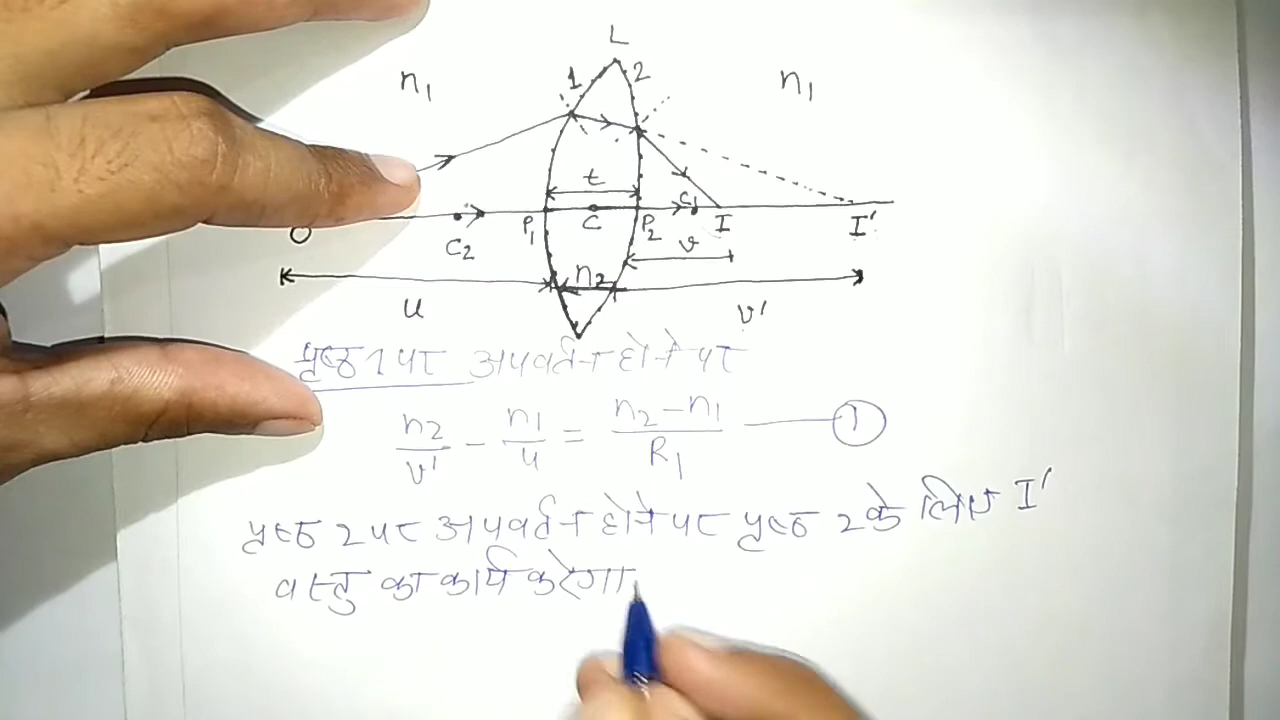 L
n₁ 1 2 n₁
t
O C₂ P₁ C P₂ C₁ I I'
n₂ v
u v'
पृष्ठ 1 पर अपवर्तन होने पर
n₂/v' - n₁/u = (n₂-n₁)/R₁ —— ①
पृष्ठ 2 पर अपवर्तन होने पर पृष्ठ 2 के लिए I'
वस्तु का कार्य करेगा